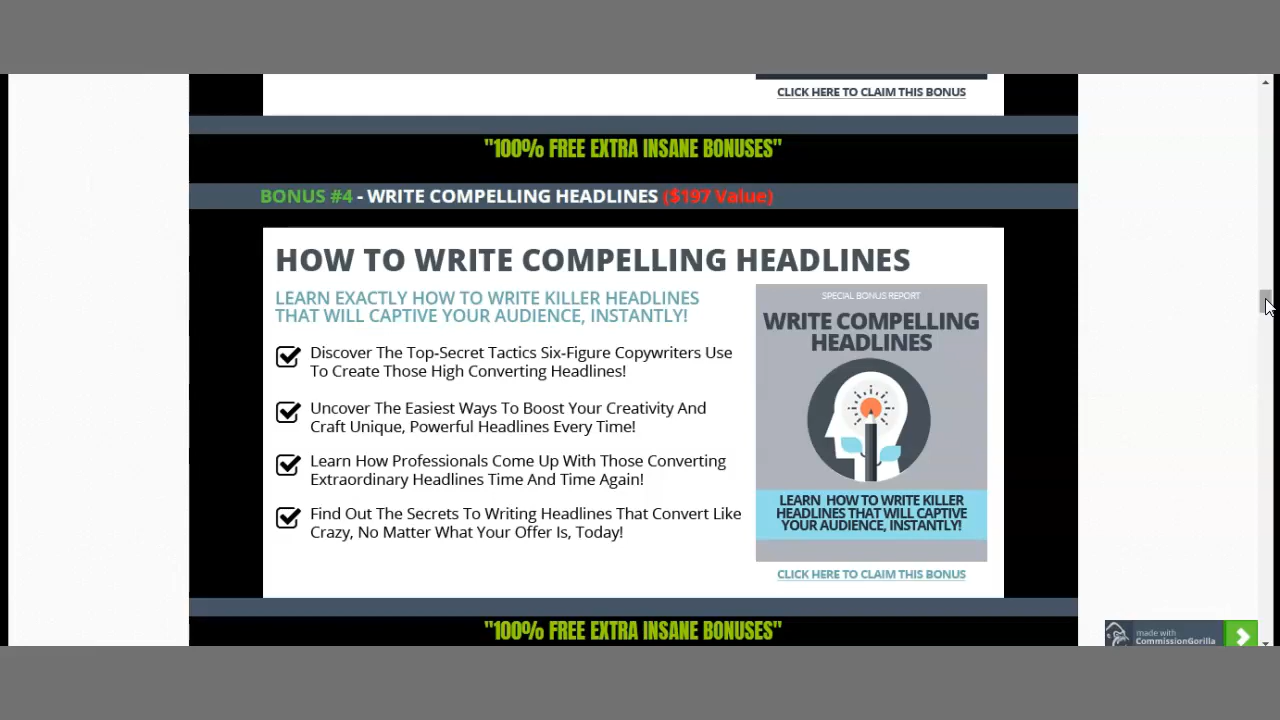 CLICK HERE TO CLAIM THIS BONUS
"100% FREE EXTRA INSANE BONUSES"
BONUS #4 - WRITE COMPELLING HEADLINES ($197 Value)
HOW TO WRITE COMPELLING HEADLINES
LEARN EXACTLY HOW TO WRITE KILLER HEADLINES
THAT WILL CAPTIVE YOUR AUDIENCE, INSTANTLY!
Discover The Top-Secret Tactics Six-Figure Copywriters Use
To Create Those High Converting Headlines!
Uncover The Easiest Ways To Boost Your Creativity And
Craft Unique, Powerful Headlines Every Time!
Learn How Professionals Come Up With Those Converting
Extraordinary Headlines Time And Time Again!
Find Out The Secrets To Writing Headlines That Convert Like
Crazy, No Matter What Your Offer Is, Today!
SPECIAL BONUS REPORT
WRITE COMPELLING
HEADLINES
LEARN HOW TO WRITE KILLER
HEADLINES THAT WILL CAPTIVE
YOUR AUDIENCE, INSTANTLY!
CLICK HERE TO CLAIM THIS BONUS
"100% FREE EXTRA INSANE BONUSES"
made with
CommissionGorilla